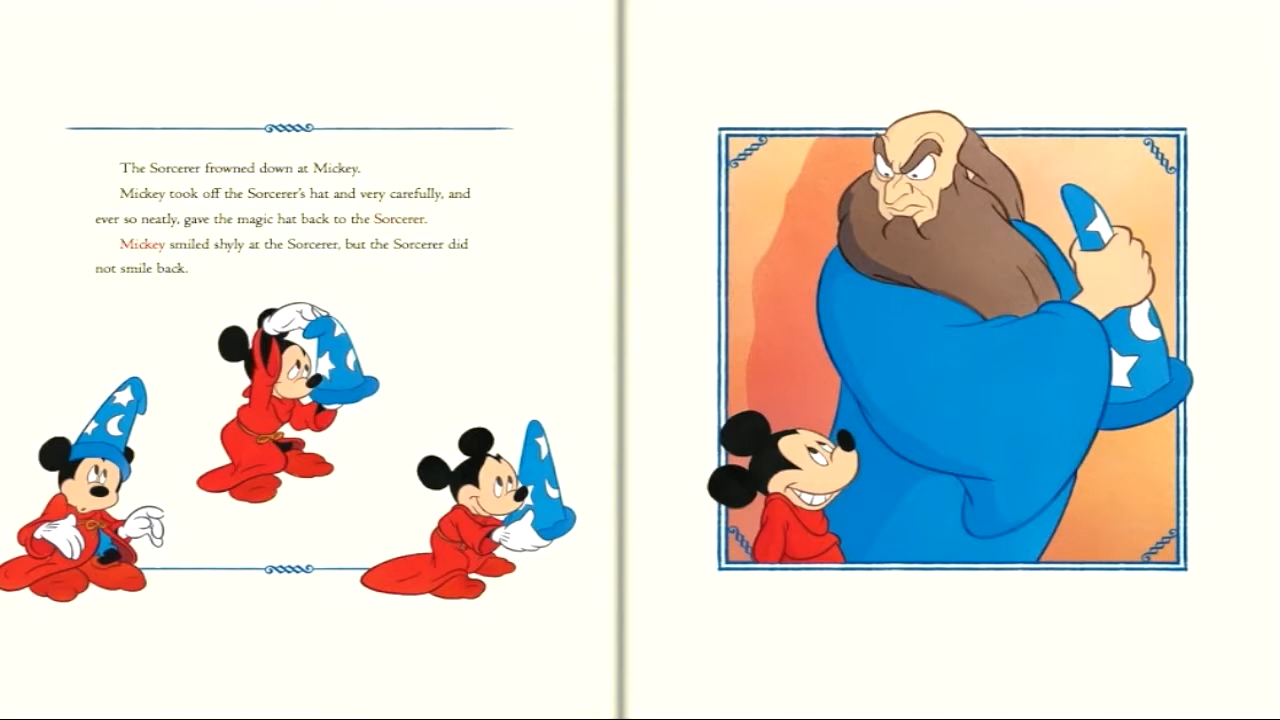 The Sorcerer frowned down at Mickey.
Mickey took off the Sorcerer's hat and very carefully, and
ever so neatly, gave the magic hat back to the Sorcerer.
Mickey smiled shyly at the Sorcerer, but the Sorcerer did
not smile back.